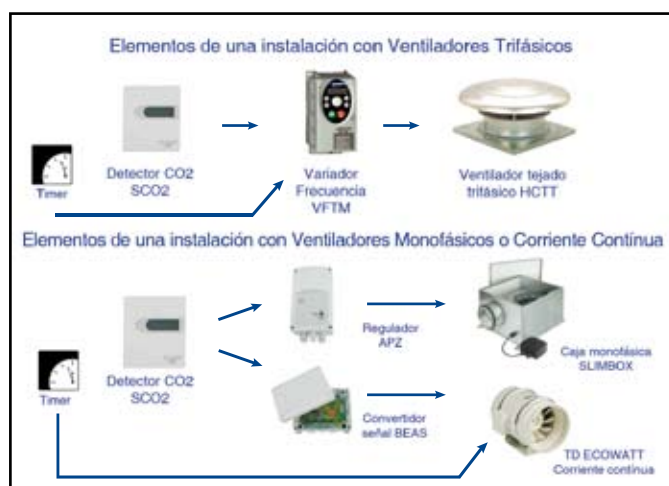 Elementos de una instalación con Ventiladores Trifásicos
Timer
Detector CO2
SCO2
Variador
Frecuencia
VFTM
Ventilador tejado
trifásico HCTT
Elementos de una instalación con Ventiladores Monofásicos o Corriente Contínua
Timer
Detector CO2
SCO2
Regulador
APZ
Convertidor
señal BEAS
Caja monofásica
SLIMBOX
TD ECOWATT
Corriente contínua